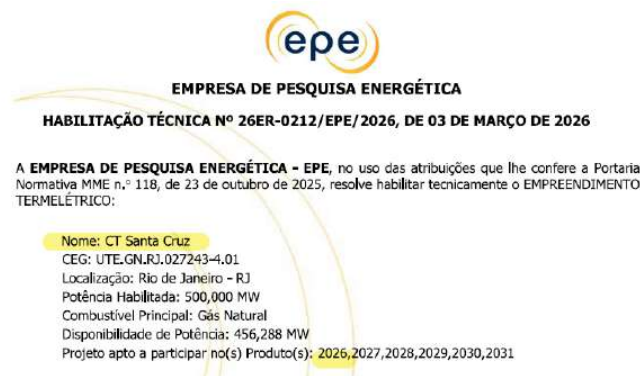 epe
EMPRESA DE PESQUISA ENERGÉTICA
HABILITAÇÃO TÉCNICA Nº 26ER-0212/EPE/2026, DE 03 DE MARÇO DE 2026
A EMPRESA DE PESQUISA ENERGÉTICA - EPE, no uso das atribuições que lhe confere a Portaria
Normativa MME n.º 118, de 23 de outubro de 2025, resolve habilitar tecnicamente o EMPREENDIMENTO
TERMELÉTRICO:
Nome: CT Santa Cruz
CEG: UTE.GN.RJ.027243-4.01
Localização: Rio de Janeiro - RJ
Potência Habilitada: 500,000 MW
Combustível Principal: Gás Natural
Disponibilidade de Potência: 456,288 MW
Projeto apto a participar no(s) Produto(s): 2026,2027,2028,2029,2030,2031